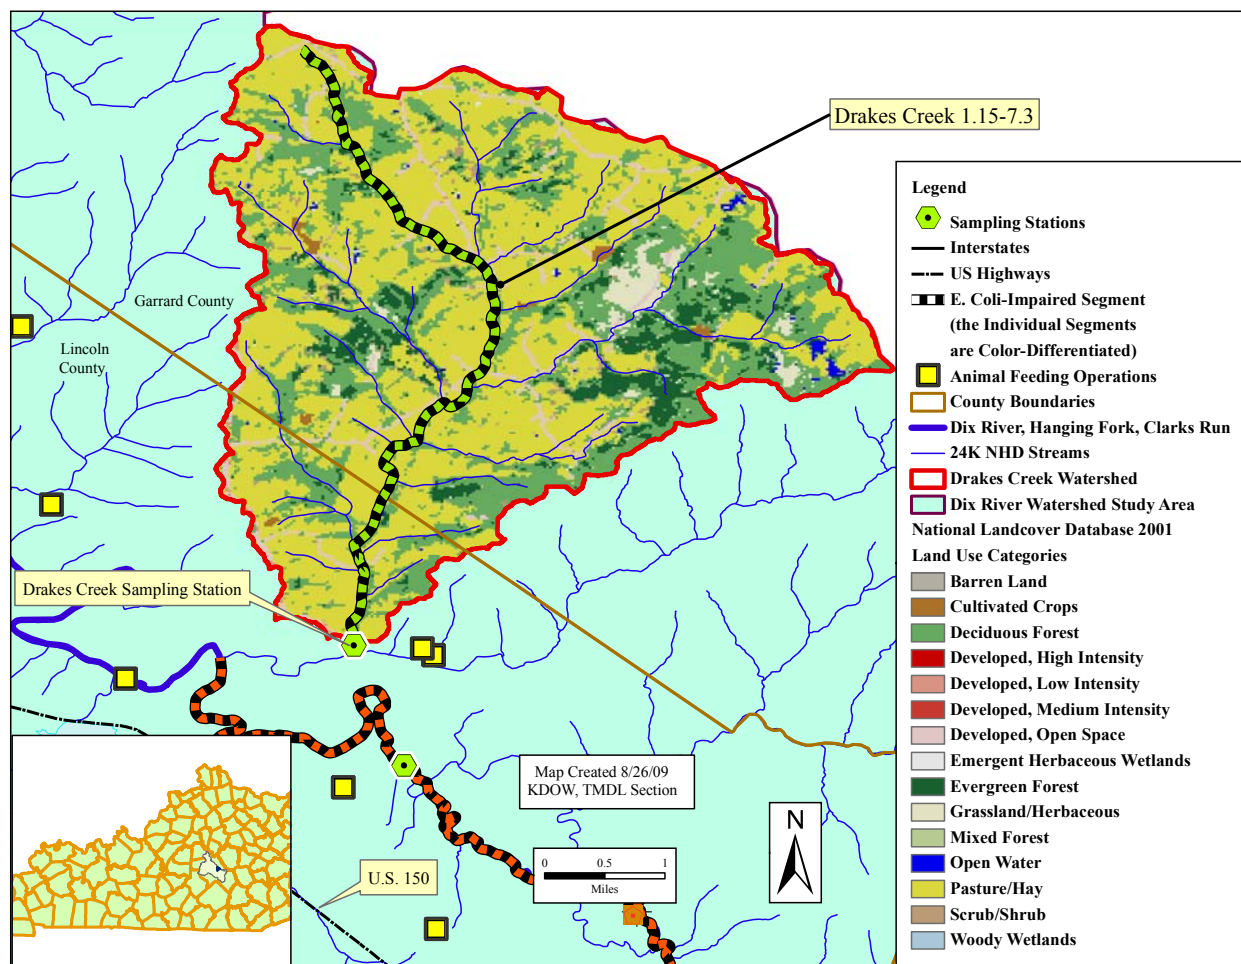 Drakes Creek 1.15-7.3
Garrard County
Lincoln
County
Drakes Creek Sampling Station
Map Created 8/26/09
KDOW, TMDL Section
U.S. 150
0 0.5 1
Miles
N
Legend
Sampling Stations
Interstates
US Highways
E. Coli-Impaired Segment
(the Individual Segments
are Color-Differentiated)
Animal Feeding Operations
County Boundaries
Dix River, Hanging Fork, Clarks Run
24K NHD Streams
Drakes Creek Watershed
Dix River Watershed Study Area
National Landcover Database 2001
Land Use Categories
Barren Land
Cultivated Crops
Deciduous Forest
Developed, High Intensity
Developed, Low Intensity
Developed, Medium Intensity
Developed, Open Space
Emergent Herbaceous Wetlands
Evergreen Forest
Grassland/Herbaceous
Mixed Forest
Open Water
Pasture/Hay
Scrub/Shrub
Woody Wetlands